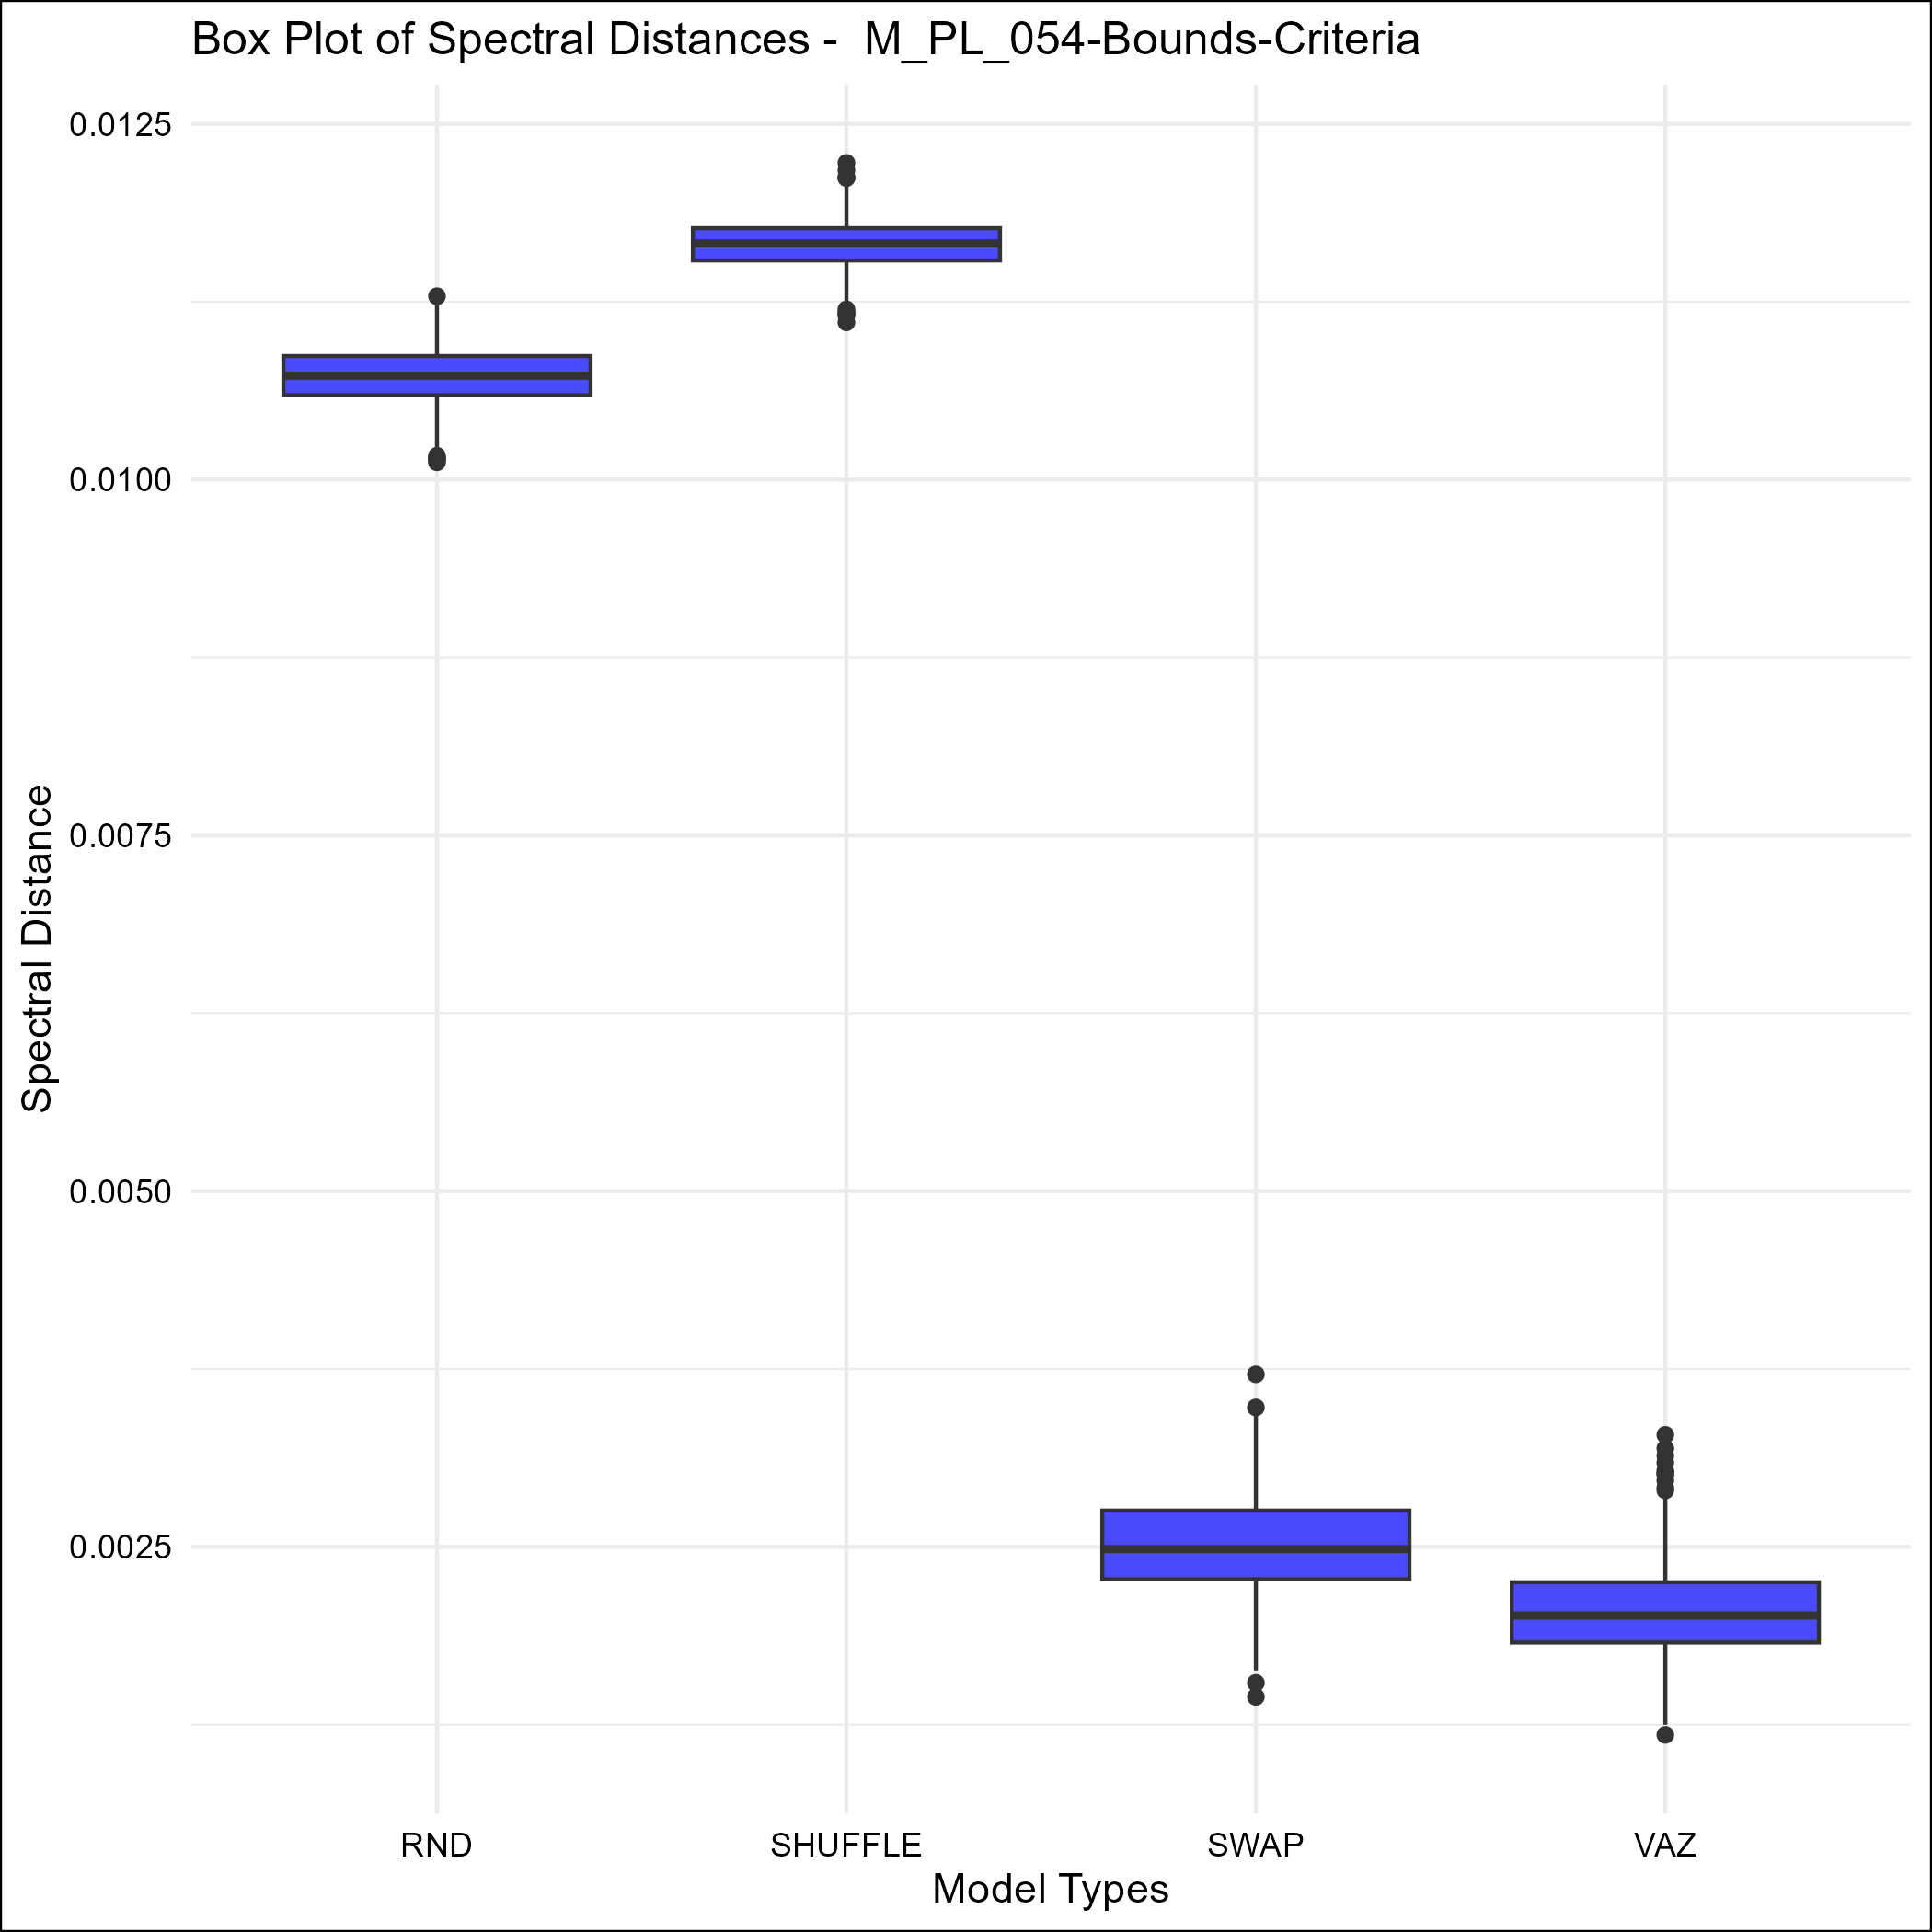 Box Plot of Spectral Distances -  M_PL_054-Bounds-Criteria
Spectral Distance
0.0125
0.0100
0.0075
0.0050
0.0025
RND SHUFFLE SWAP VAZ
Model Types